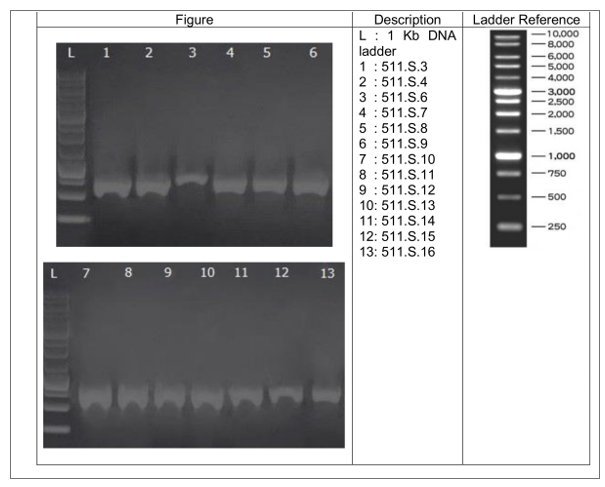 Figure
Description
Ladder Reference
L 1 2 3 4 5 6
L 7 8 9 10 11 12 13
L : 1 Kb DNA
ladder
1 : 511.S.3
2 : 511.S.4
3 : 511.S.6
4 : 511.S.7
5 : 511.S.8
6 : 511.S.9
7 : 511.S.10
8 : 511.S.11
9 : 511.S.12
10: 511.S.13
11: 511.S.14
12: 511.S.15
13: 511.S.16
10,000
8,000
6,000
5,000
4,000
3,000
2,500
2,000
1,500
1,000
750
500
250